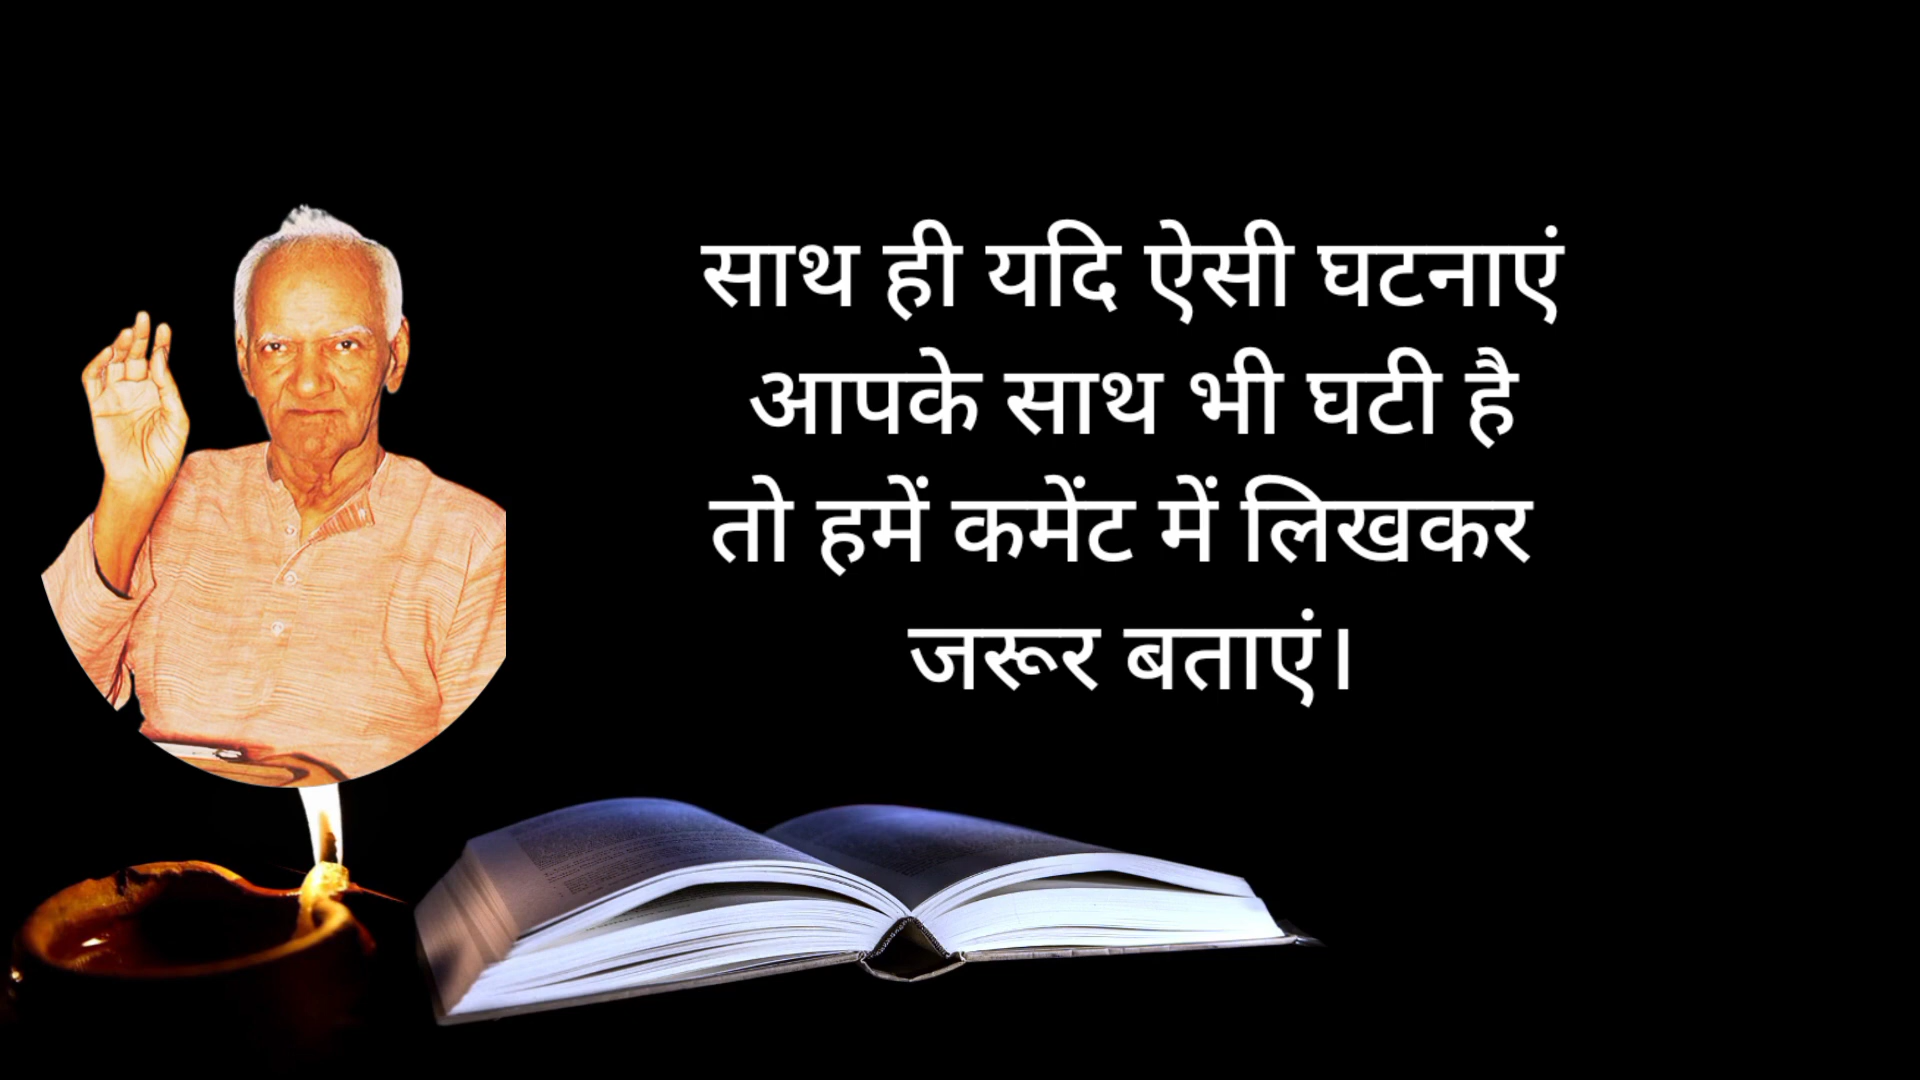 साथ ही यदि ऐसी घटनाएं
आपके साथ भी घटी है
तो हमें कमेंट में लिखकर
जरूर बताएं।